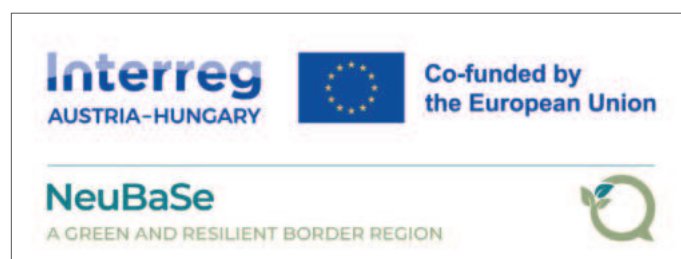 Interreg
AUSTRIA-HUNGARY
Co-funded by
the European Union
NeuBaSe
A GREEN AND RESILIENT BORDER REGION